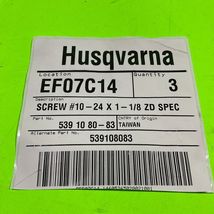 Husqvarna
Location Quantity
EF07C14 3
Description
SCREW #10-24 X 1-1/8 ZD SPEC
Part No. CNTRY of Origin
539 10 80-83 TAIWAN
Alternate Part No.
539108083